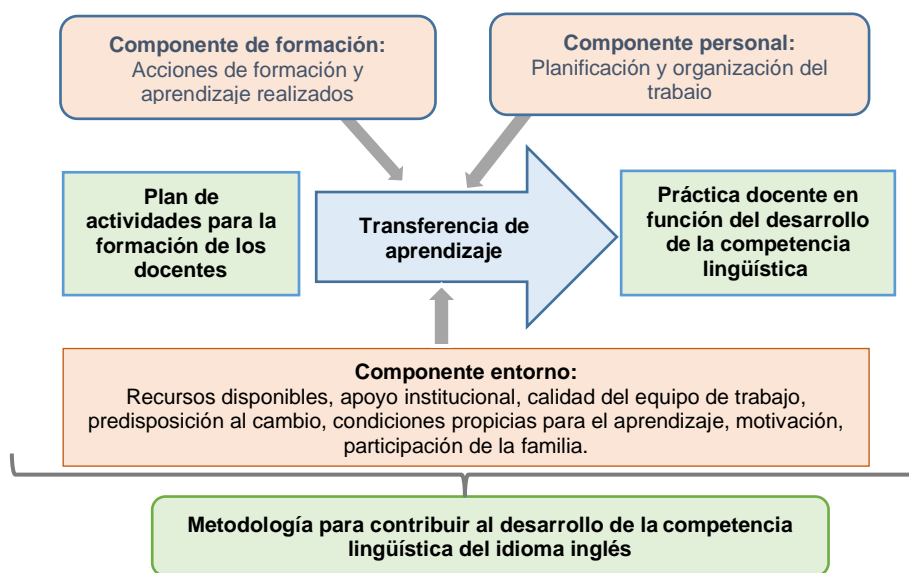 Componente de formación:
Acciones de formación y
aprendizaje realizados
Componente personal:
Planificación y organización del
trabajo
Plan de
actividades para la
formación de los
docentes
Transferencia de
aprendizaje
Práctica docente en
función del desarrollo
de la competencia
lingüística
Componente entorno:
Recursos disponibles, apoyo institucional, calidad del equipo de trabajo,
predisposición al cambio, condiciones propicias para el aprendizaje, motivación,
participación de la familia.
Metodología para contribuir al desarrollo de la competencia
lingüística del idioma inglés